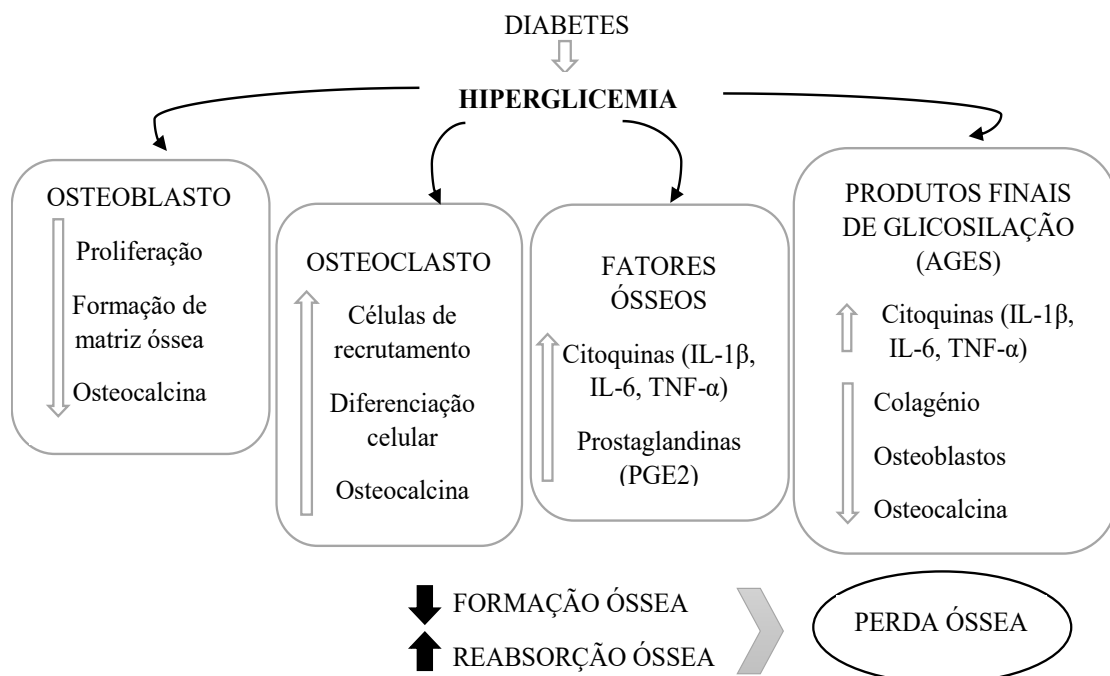 DIABETES
HIPERGLICEMIA
OSTEOBLASTO
Proliferação
Formação de
matriz óssea
Osteocalcina
OSTEOCLASTO
Células de
recrutamento
Diferenciação
celular
Osteocalcina
FATORES
ÓSSEOS
Citoquinas (IL-1β,
IL-6, TNF-α)
Prostaglandinas
(PGE2)
PRODUTOS FINAIS
DE GLICOSILAÇÃO
(AGES)
Citoquinas (IL-1β,
IL-6, TNF-α)
Colagénio
Osteoblastos
Osteocalcina
FORMAÇÃO ÓSSEA
REABSORÇÃO ÓSSEA
PERDA ÓSSEA